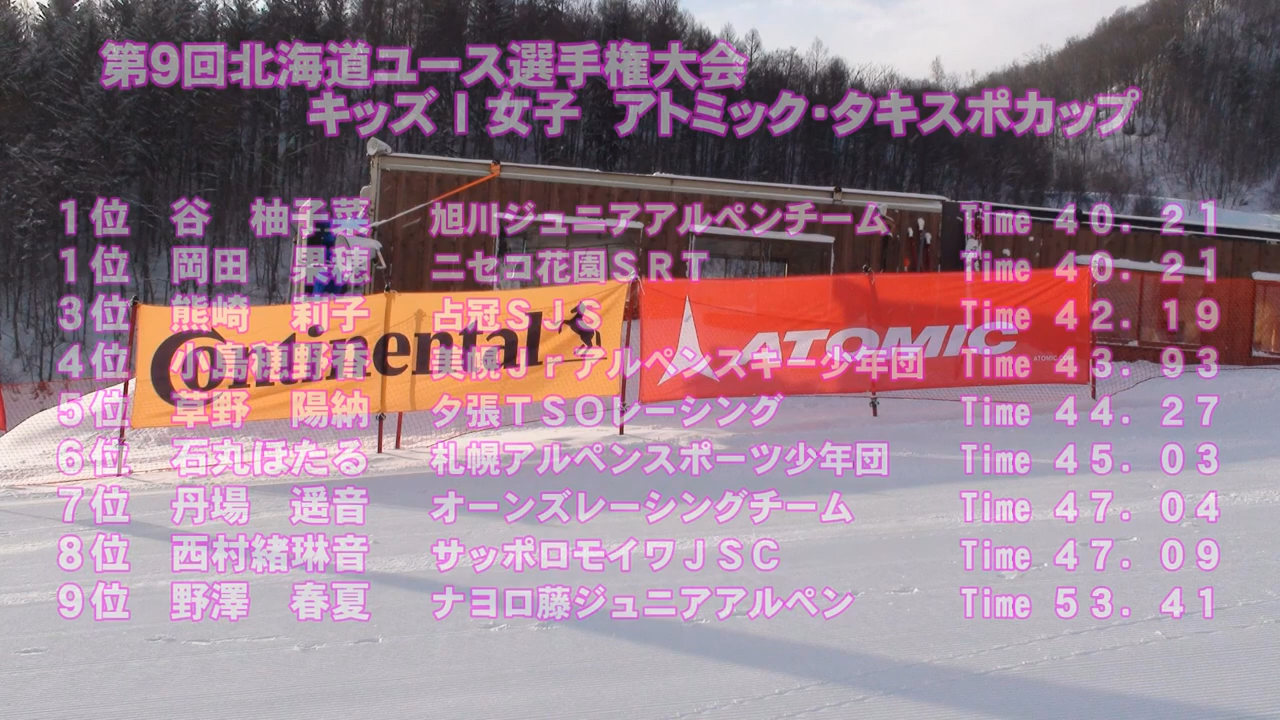 第9回北海道ユース選手権大会
キッズⅠ女子　アトミック・タキスポカップ
1位　谷　柚子菜　旭川ジュニアアルペンチーム　Time 40.21
1位　岡田　果穂　ニセコ花園SRT　Time 40.21
3位　熊崎　莉子　占冠SJS　Time 42.19
4位　小島穂野香　美幌Jrアルペンスキー少年団　Time 43.93
5位　草野　陽納　夕張TSOレーシング　Time 44.27
6位　石丸ほたる　札幌アルペンスポーツ少年団　Time 45.03
7位　丹場　遥音　オーンズレーシングチーム　Time 47.04
8位　西村緒琳音　サッポロモイワJSC　Time 47.09
9位　野澤　春夏　ナヨロ藤ジュニアアルペン　Time 53.41
Continental
ATOMIC
ATOMIC.COM